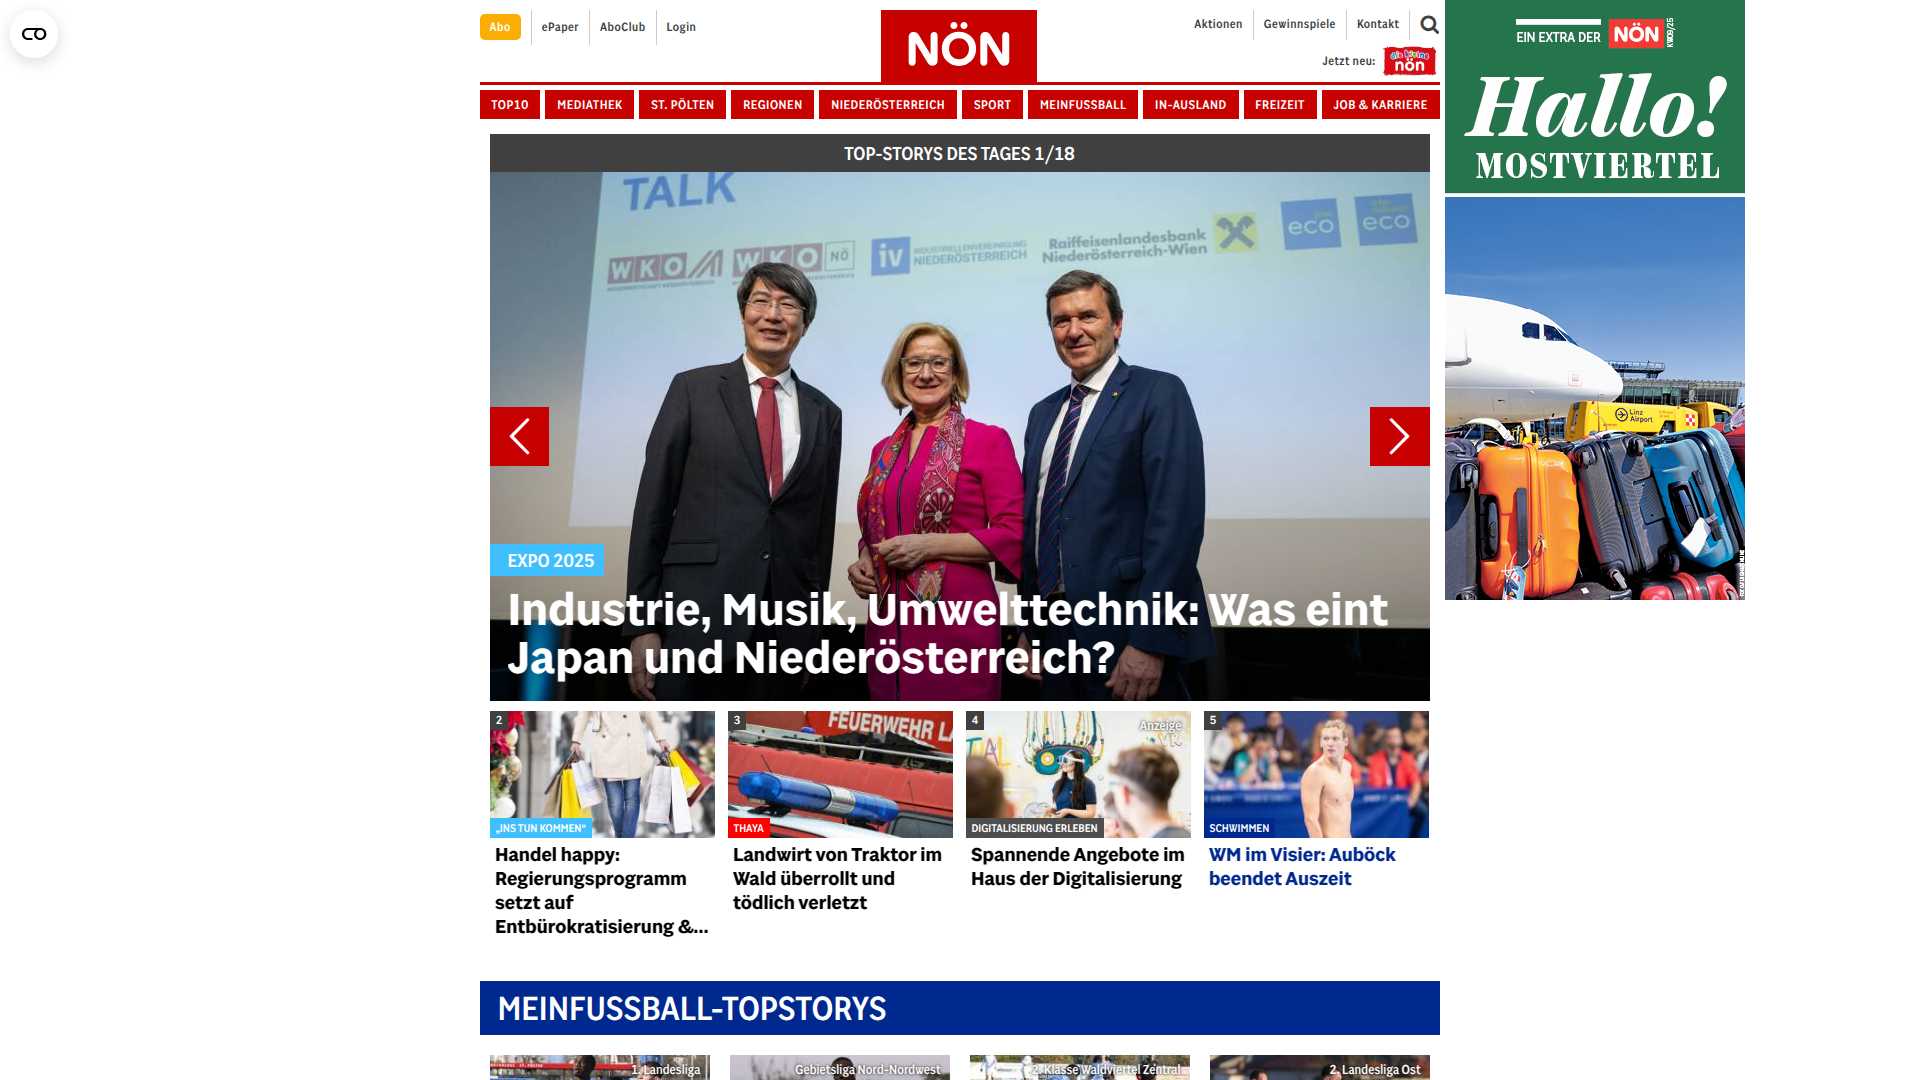 Abo
ePaper
AboClub
Login
NÖN
Aktionen
Gewinnspiele
Kontakt
Jetzt neu:
die kleine
nön
TOP10
MEDIATHEK
ST. PÖLTEN
REGIONEN
NIEDERÖSTERREICH
SPORT
MEINFUSSBALL
IN-AUSLAND
FREIZEIT
JOB & KARRIERE
TOP-STORYS DES TAGES 1/18
TALK
WKO
WKO NÖ
iv INDUSTRIELLENVEREINIGUNG
NIEDERÖSTERREICH
Raiffeisenlandesbank
Niederösterreich-Wien
eco
eco
EXPO 2025
Industrie, Musik, Umwelttechnik: Was eint
Japan und Niederösterreich?
2
„INS TUN KOMMEN“
Handel happy:
Regierungsprogramm
setzt auf
Entbürokratisierung &...
3
FEUERWEHR LA
THAYA
Landwirt von Traktor im
Wald überrollt und
tödlich verletzt
4
Anzeige
DIGITALISIERUNG ERLEBEN
Spannende Angebote im
Haus der Digitalisierung
5
SCHWIMMEN
WM im Visier: Auböck
beendet Auszeit
MEINFUSSBALL-TOPSTORYS
1. Landesliga
Gebietsliga Nord-Nordwest
2. Klasse Waldviertel Zentral
2. Landesliga Ost
EIN EXTRA DER NÖN KW09/25
Hallo!
MOSTVIERTEL
Linz
Airport